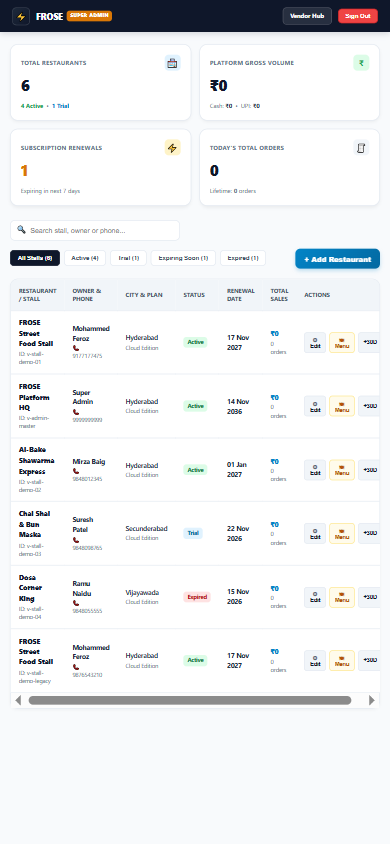 FROSE SUPER ADMIN
Vendor Hub
Sign Out
TOTAL RESTAURANTS
6
4 Active • 1 Trial
PLATFORM GROSS VOLUME
₹
₹0
Cash: ₹0 • UPI: ₹0
SUBSCRIPTION RENEWALS
1
Expiring in next 7 days
TODAY'S TOTAL ORDERS
0
Lifetime: 0 orders
Search stall, owner or phone...
All Stalls (6)
Active (4)
Trial (1)
Expiring Soon (1)
Expired (1)
+ Add Restaurant
RESTAURANT / STALL
OWNER & PHONE
CITY & PLAN
STATUS
RENEWAL DATE
TOTAL SALES
ACTIONS
FROSE Street Food Stall
ID: v-stall-demo-01
Mohammed Feroz
9177177475
Hyderabad
Cloud Edition
Active
17 Nov 2027
₹0
0 orders
Edit
Menu
+30D
FROSE Platform HQ
ID: v-admin-master
Super Admin
9999999999
Hyderabad
Cloud Edition
Active
14 Nov 2036
₹0
0 orders
Edit
Menu
+30D
Al-Bake Shawarma Express
ID: v-stall-demo-02
Mirza Baig
9848012345
Hyderabad
Cloud Edition
Active
01 Jan 2027
₹0
0 orders
Edit
Menu
+30D
Chai Shai & Bun Maska
ID: v-stall-demo-03
Suresh Patel
9848098765
Secunderabad
Cloud Edition
Trial
22 Nov 2026
₹0
0 orders
Edit
Menu
+30D
Dosa Corner King
ID: v-stall-demo-04
Ramu Naidu
9848055555
Vijayawada
Cloud Edition
Expired
15 Nov 2026
₹0
0 orders
Edit
Menu
+30D
FROSE Street Food Stall
ID: v-stall-demo-legacy
Mohammed Feroz
9876543210
Hyderabad
Cloud Edition
Active
17 Nov 2027
₹0
0 orders
Edit
Menu
+30D